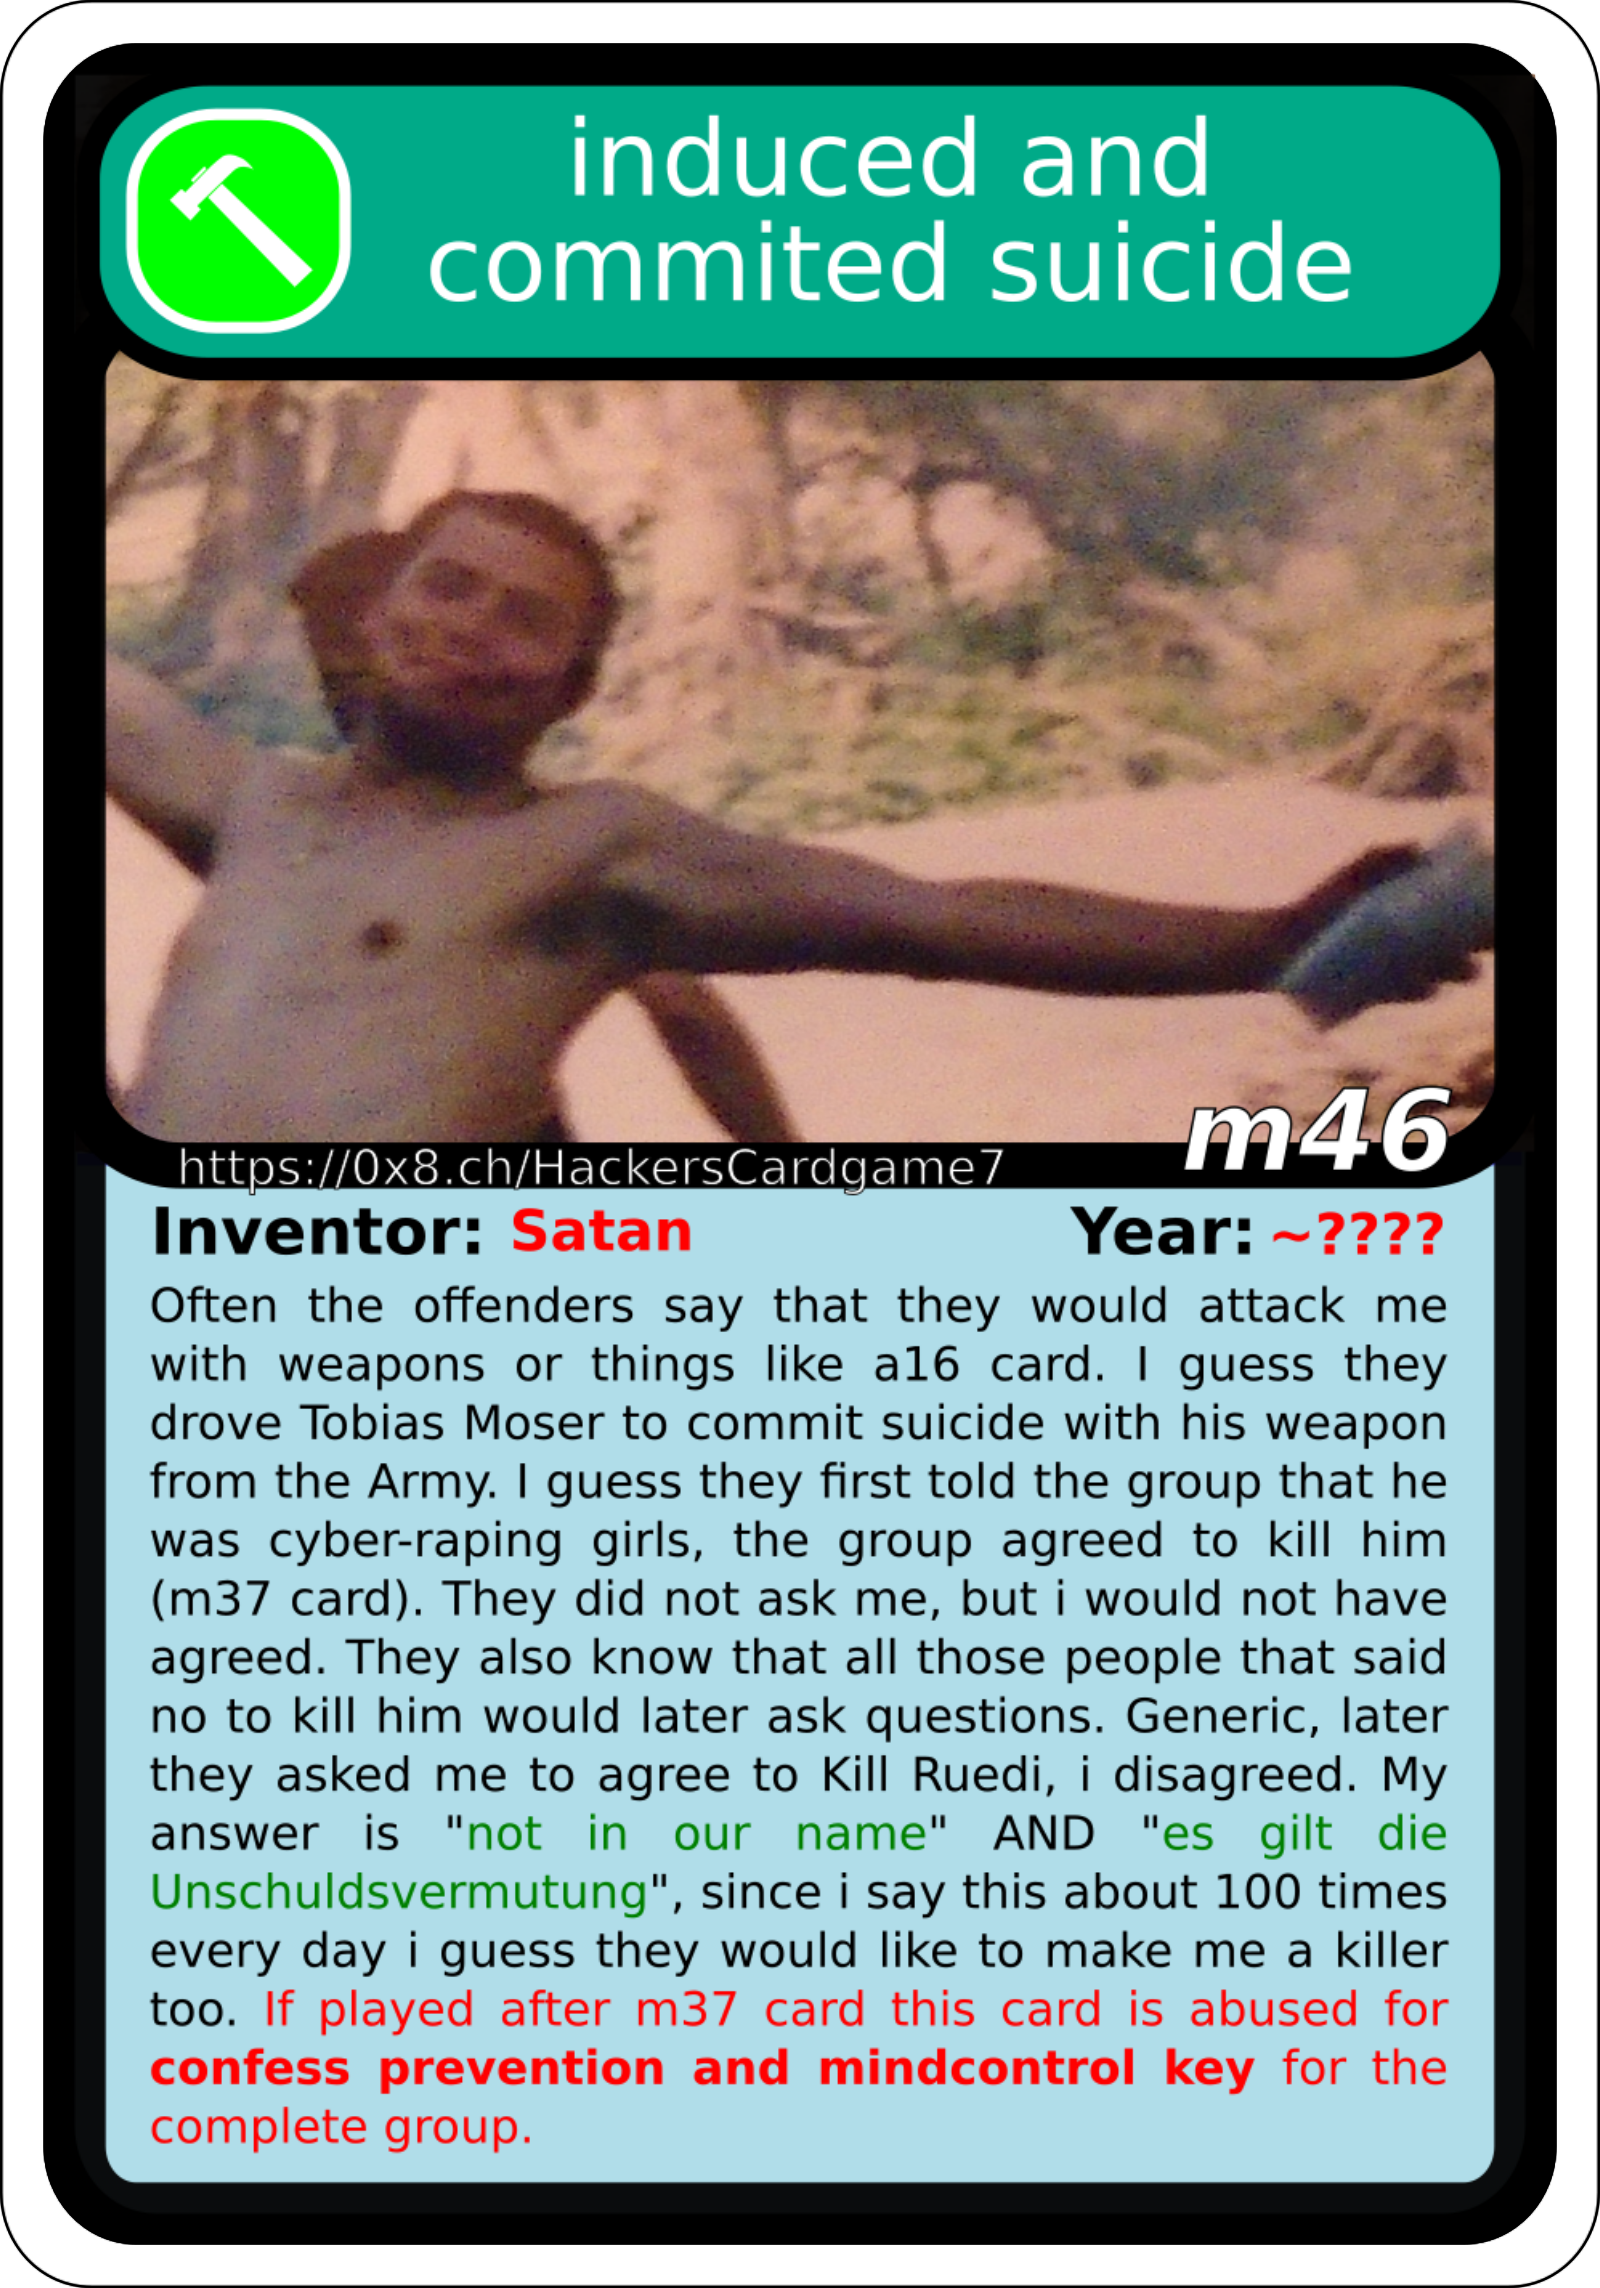 induced and
commited suicide
m46
https://0x8.ch/HackersCardgame7
Inventor: Satan Year: ~????
Often the offenders say that they would attack me
with weapons or things like a16 card. I guess they
drove Tobias Moser to commit suicide with his weapon
from the Army. I guess they first told the group that he
was cyber-raping girls, the group agreed to kill him
(m37 card). They did not ask me, but i would not have
agreed. They also know that all those people that said
no to kill him would later ask questions. Generic, later
they asked me to agree to Kill Ruedi, i disagreed. My
answer is "not in our name" AND "es gilt die
Unschuldsvermutung", since i say this about 100 times
every day i guess they would like to make me a killer
too. If played after m37 card this card is abused for
confess prevention and mindcontrol key for the
complete group.